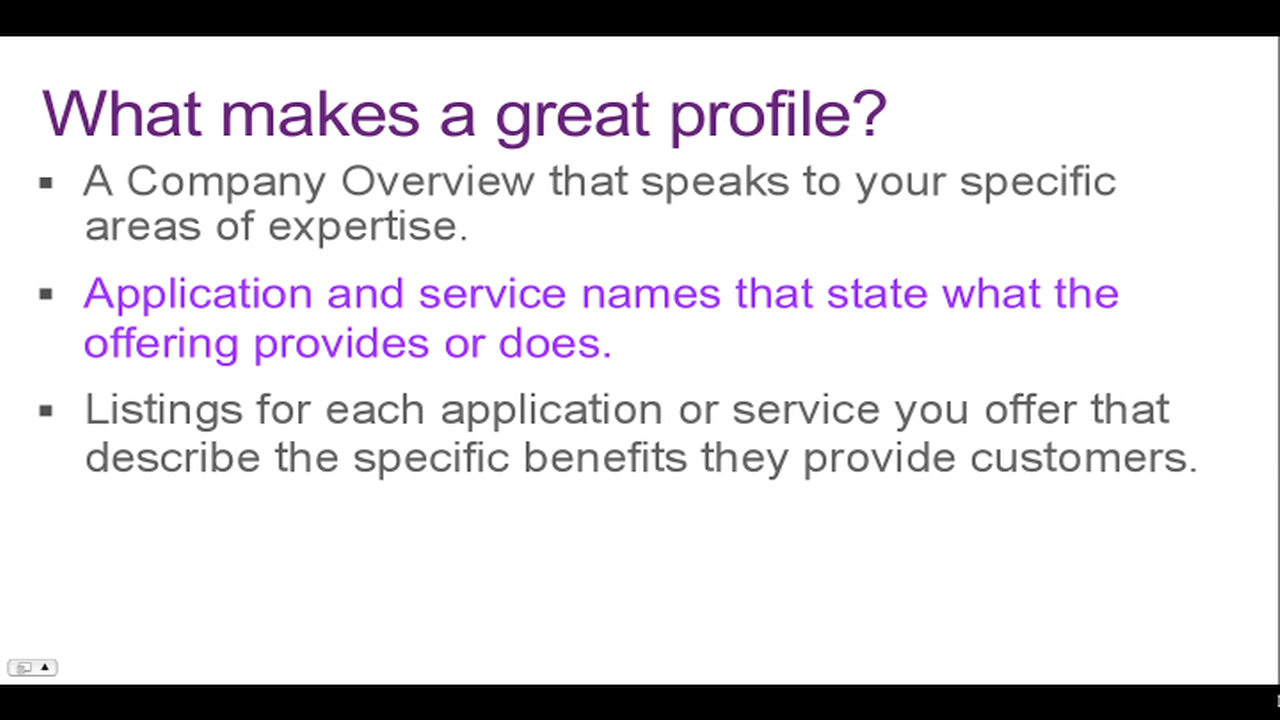 What makes a great profile?
▪ A Company Overview that speaks to your specific
areas of expertise.
▪ Application and service names that state what the
offering provides or does.
▪ Listings for each application or service you offer that
describe the specific benefits they provide customers.